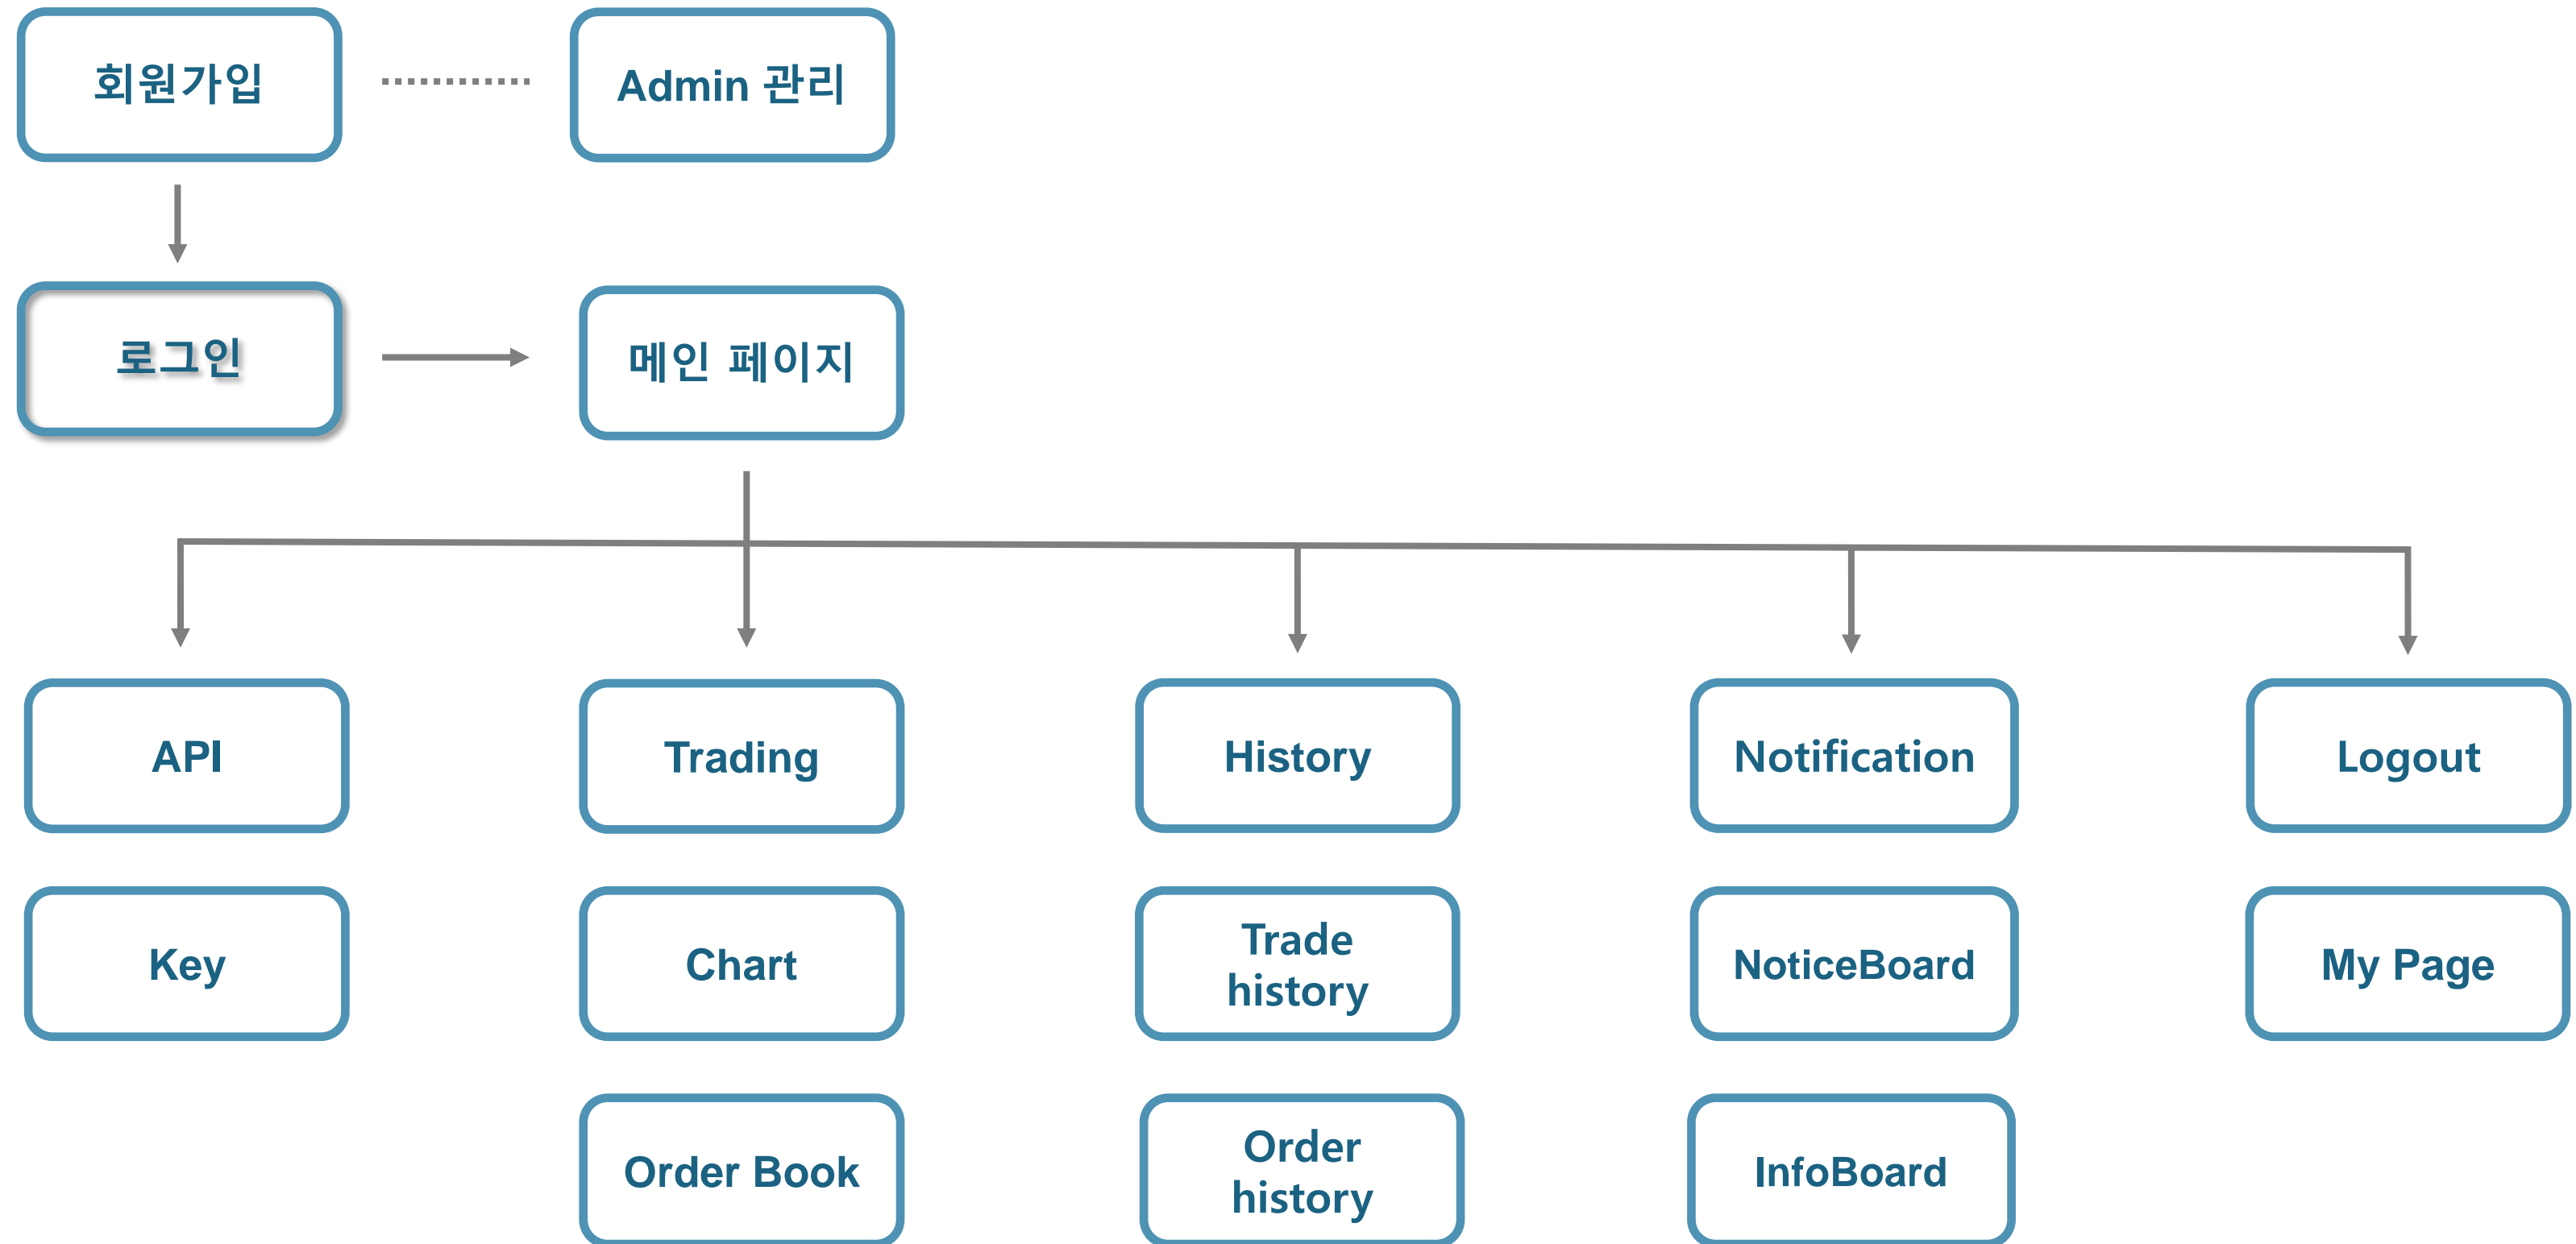 회원가입
Admin 관리
로그인
메인 페이지
API
Trading
History
Notification
Logout
Key
Chart
Trade
history
NoticeBoard
My Page
Order Book
Order
history
InfoBoard